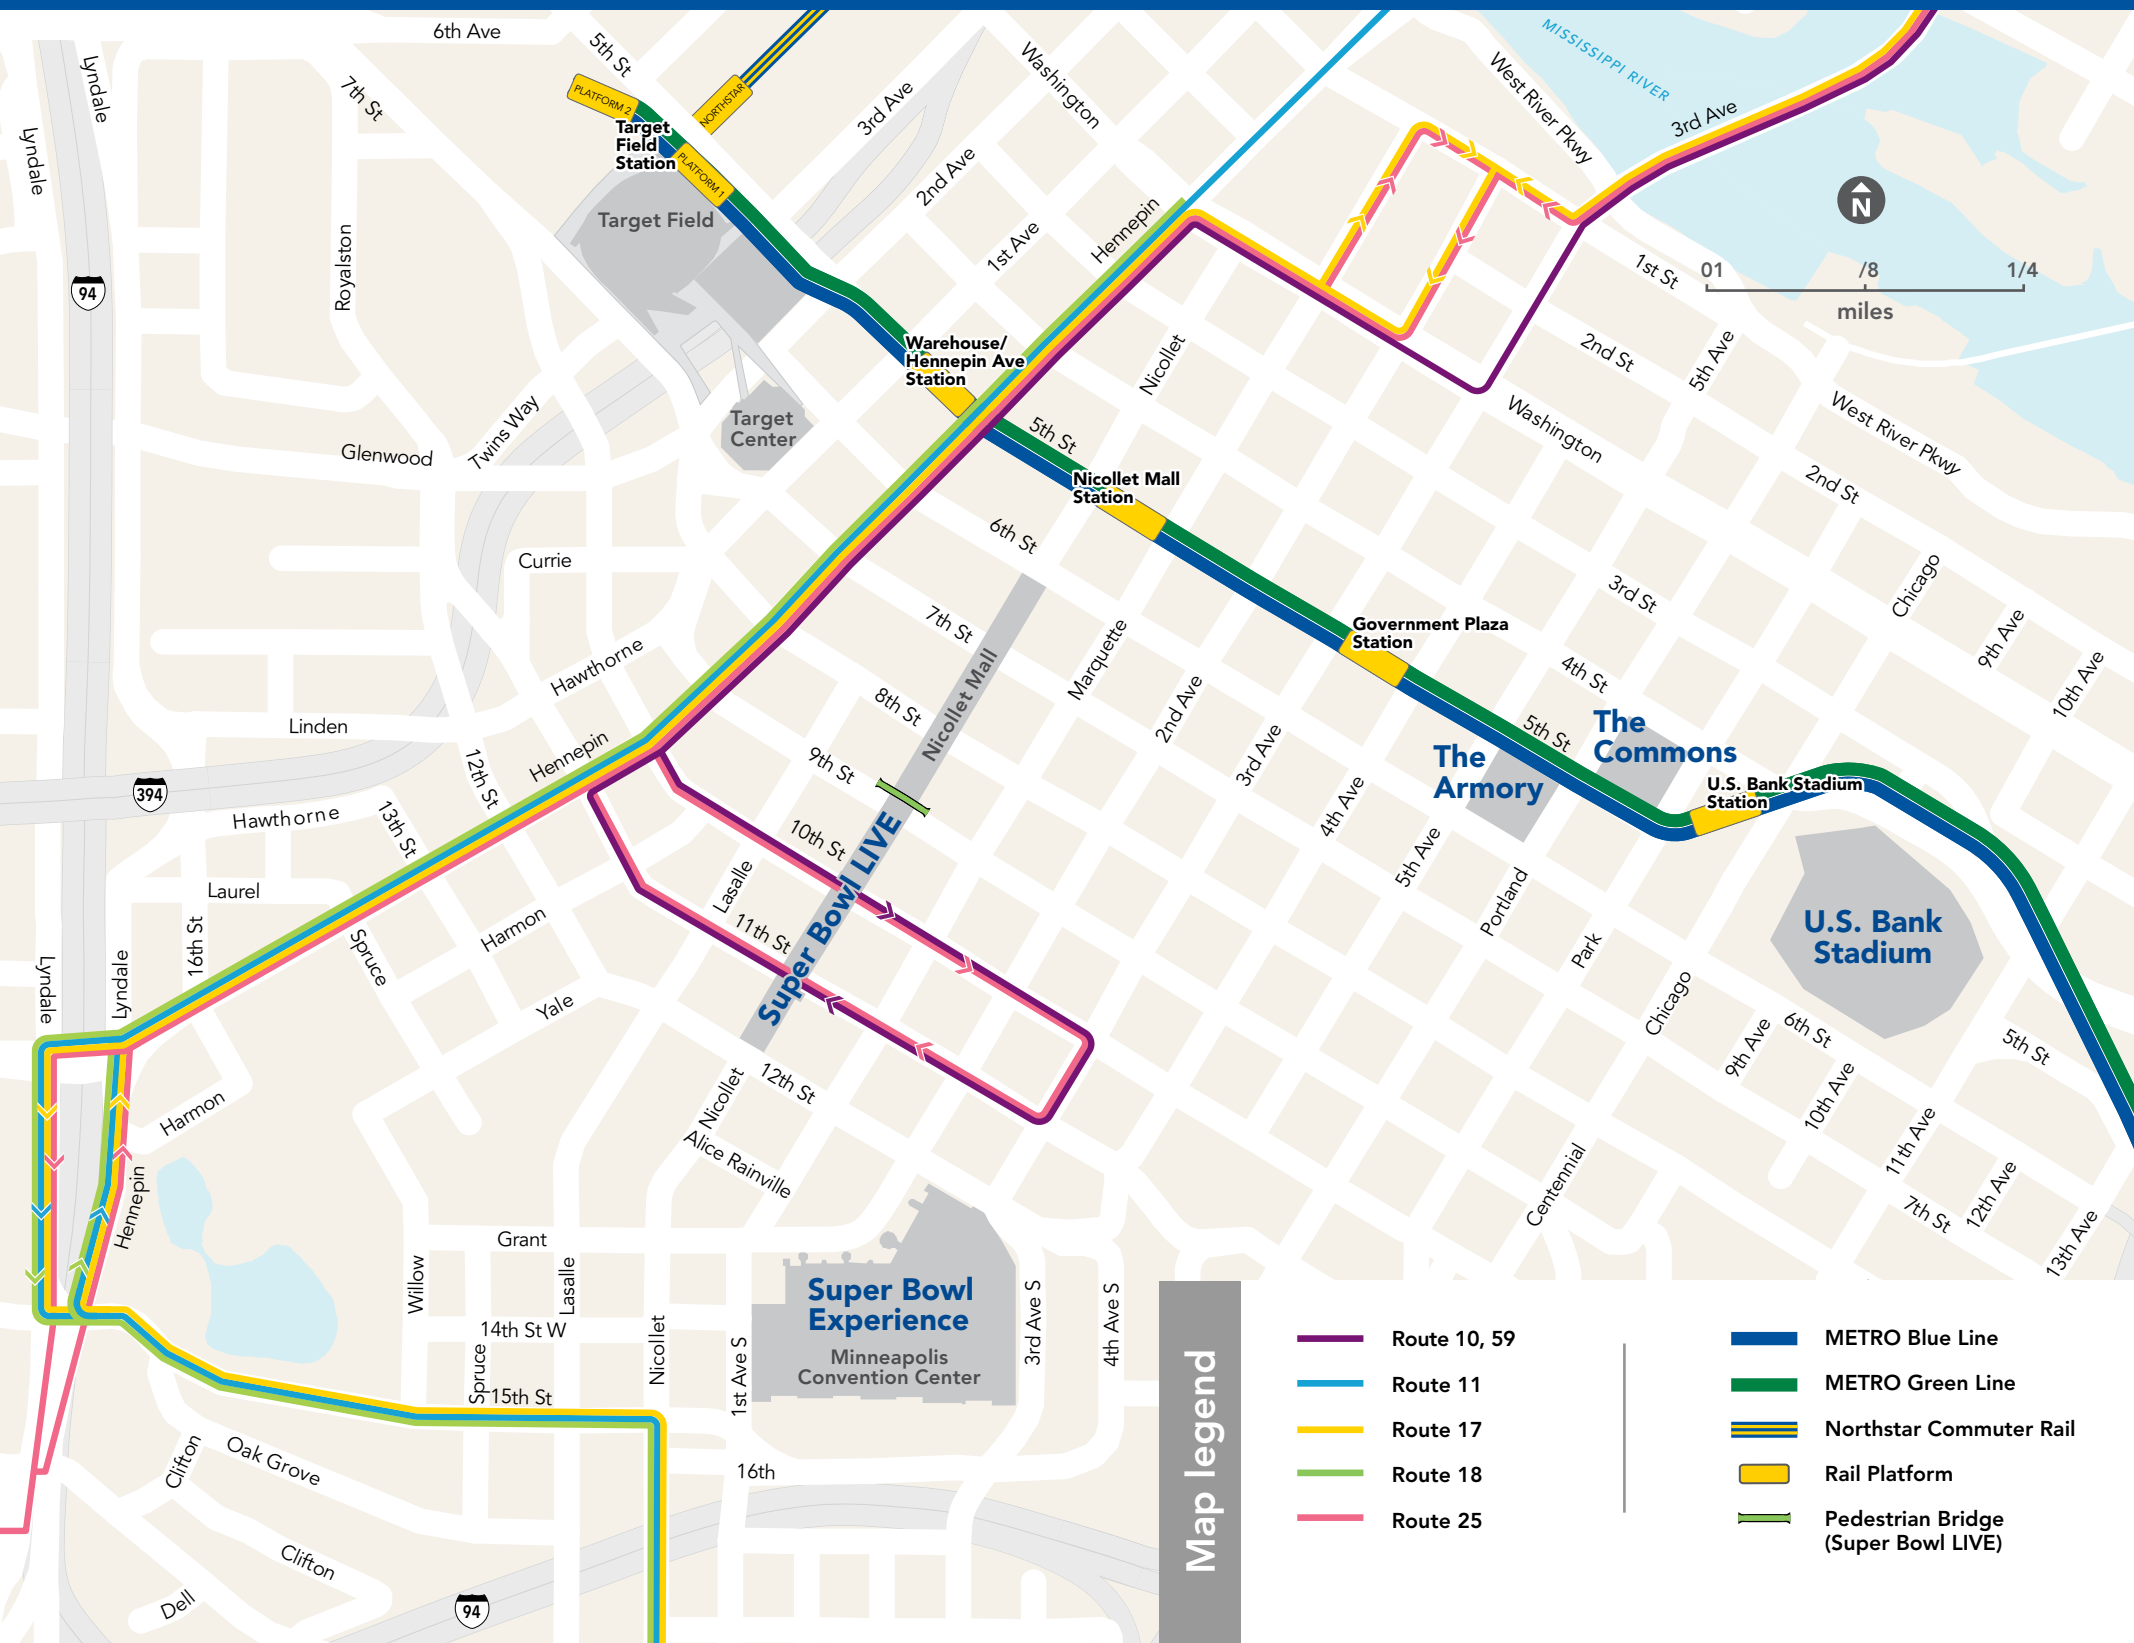 6th Ave
5th St
Lyndale
Lyndale
7th St
PLATFORM 2
NORTHSTAR
Target
Field
Station
PLATFORM 1
Target Field
3rd Ave
2nd Ave
1st Ave
Washington
Hennepin
West River Pkwy
MISSISSIPPI RIVER
3rd Ave
N
01
/8
1/4
miles
1st St
2nd St
5th Ave
West River Pkwy
2nd St
Washington
Nicollet
Royalston
94
Warehouse/
Hennepin Ave
Station
Target
Center
Twins Way
Glenwood
5th St
Nicollet Mall
Station
6th St
Currie
7th St
Nicollet Mall
Marquette
Government Plaza
Station
3rd St
Chicago
9th Ave
10th Ave
4th St
Hawthorne
8th St
2nd Ave
3rd Ave
5th St
The
Commons
The
Armory
U.S. Bank Stadium
Station
Linden
Hennepin
12th St
9th St
394
Hawthorne
13th St
10th St
4th Ave
5th Ave
Super Bowl LIVE
Lasalle
11th St
Portland
Park
Chicago
U.S. Bank
Stadium
Laurel
16th St
Harmon
Spruce
Lyndale
Lyndale
Yale
9th Ave
6th St
5th St
10th Ave
11th Ave
Nicollet
12th St
Alice Rainville
Harmon
Hennepin
Centennial
7th St
12th Ave
13th Ave
Grant
Willow
Lasalle
14th St W
Spruce
15th St
Nicollet
1st Ave S
Super Bowl
Experience
Minneapolis
Convention Center
3rd Ave S
4th Ave S
16th
Clifton
Oak Grove
Clifton
Dell
94
Map legend
Route 10, 59
Route 11
Route 17
Route 18
Route 25
METRO Blue Line
METRO Green Line
Northstar Commuter Rail
Rail Platform
Pedestrian Bridge
(Super Bowl LIVE)